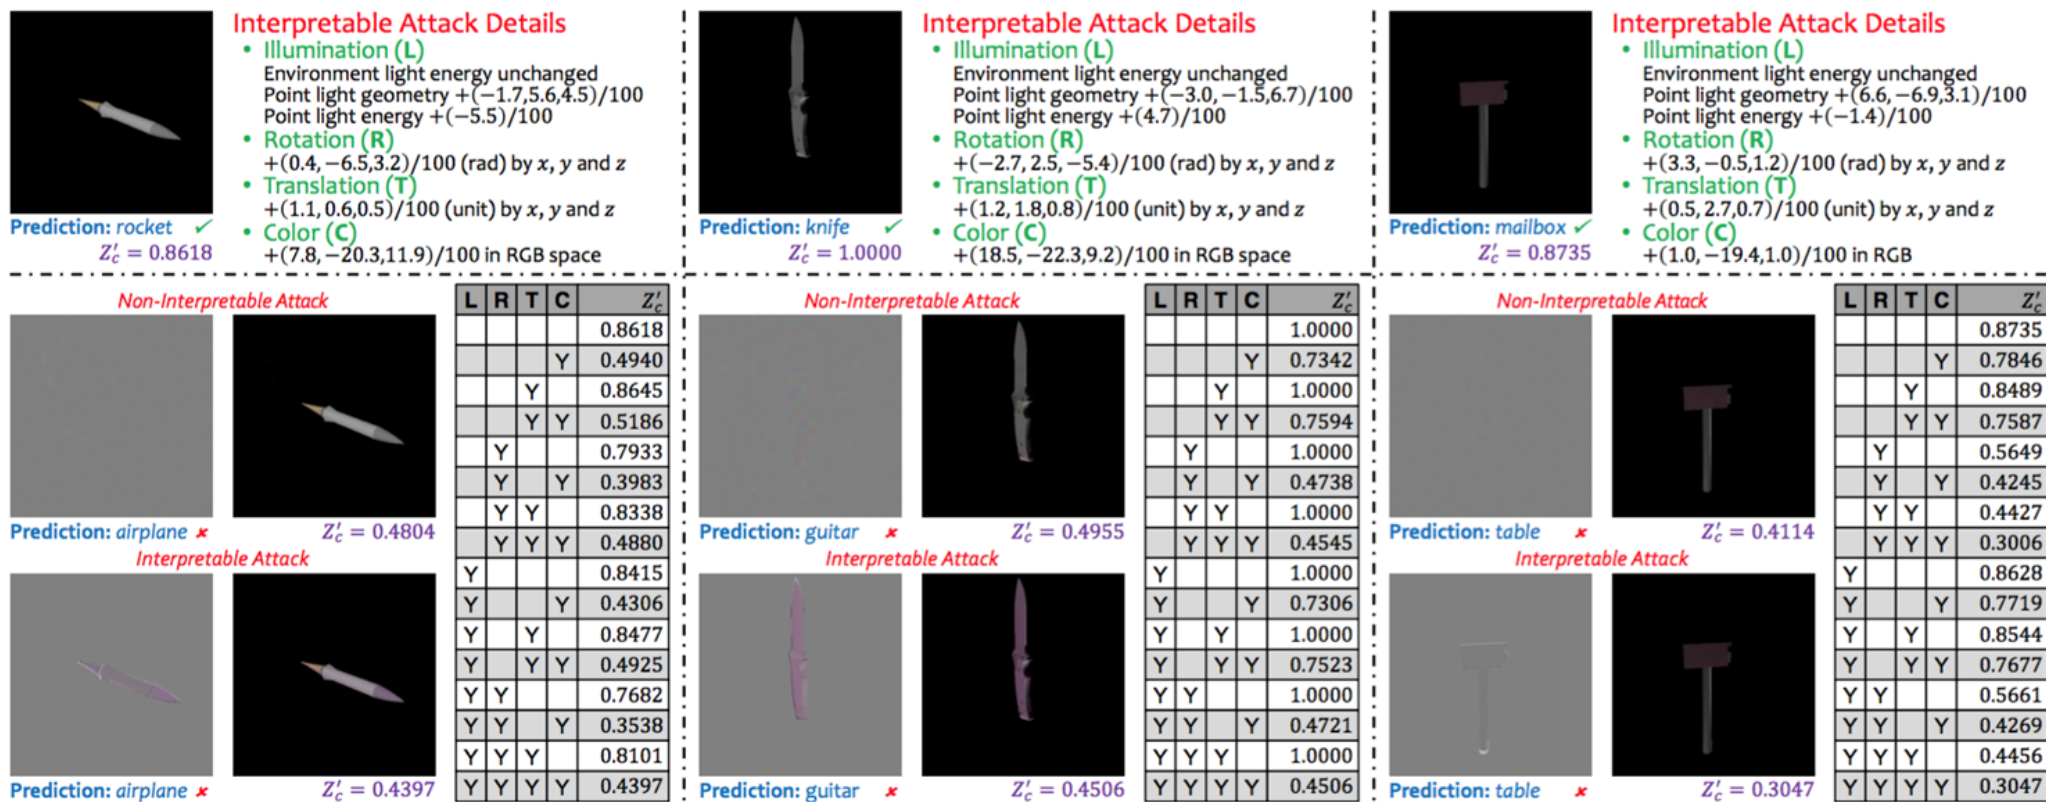 Interpretable Attack Details
• Illumination (L)
Environment light energy unchanged
Point light geometry +(−1.7,5.6,4.5)/100
Point light energy +(−5.5)/100
• Rotation (R)
+(0.4, −6.5,3.2)/100 (rad) by x, y and z
• Translation (T)
+(1.1, 0.6,0.5)/100 (unit) by x, y and z
• Color (C)
+(7.8, −20.3,11.9)/100 in RGB space
Prediction: rocket ✓
Z′c = 0.8618
Non-Interpretable Attack
Prediction: airplane ✘
Z′c = 0.4804
Interpretable Attack
Prediction: airplane ✘
Z′c = 0.4397
L R T C Z′c
0.8618
Y 0.4940
Y 0.8645
Y Y 0.5186
Y 0.7933
Y Y 0.3983
Y Y 0.8338
Y Y Y 0.4880
Y 0.8415
Y Y 0.4306
Y Y 0.8477
Y Y Y 0.4925
Y Y 0.7682
Y Y Y 0.3538
Y Y Y 0.8101
Y Y Y Y 0.4397
Interpretable Attack Details
• Illumination (L)
Environment light energy unchanged
Point light geometry +(−3.0, −1.5,6.7)/100
Point light energy +(4.7)/100
• Rotation (R)
+(−2.7, 2.5, −5.4)/100 (rad) by x, y and z
• Translation (T)
+(1.2, 1.8,0.8)/100 (unit) by x, y and z
• Color (C)
+(18.5, −22.3,9.2)/100 in RGB space
Prediction: knife ✓
Z′c = 1.0000
Non-Interpretable Attack
Prediction: guitar ✘
Z′c = 0.4955
Interpretable Attack
Prediction: guitar ✘
Z′c = 0.4506
L R T C Z′c
1.0000
Y 0.7342
Y 1.0000
Y Y 0.7594
Y 1.0000
Y Y 0.4738
Y Y 1.0000
Y Y Y 0.4545
Y 1.0000
Y Y 0.7306
Y Y 1.0000
Y Y Y 0.7523
Y Y 1.0000
Y Y Y 0.4721
Y Y Y 1.0000
Y Y Y Y 0.4506
Interpretable Attack Details
• Illumination (L)
Environment light energy unchanged
Point light geometry +(6.6, −6.9,3.1)/100
Point light energy +(−1.4)/100
• Rotation (R)
+(3.3, −0.5,1.2)/100 (rad) by x, y and z
• Translation (T)
+(0.5, 2.7,0.7)/100 (unit) by x, y and z
• Color (C)
+(1.0, −19.4,1.0)/100 in RGB
Prediction: mailbox ✓
Z′c = 0.8735
Non-Interpretable Attack
Prediction: table ✘
Z′c = 0.4114
Interpretable Attack
Prediction: table ✘
Z′c = 0.3047
L R T C Z′c
0.8735
Y 0.7846
Y 0.8489
Y Y 0.7587
Y 0.5649
Y Y 0.4245
Y Y 0.4427
Y Y Y 0.3006
Y 0.8628
Y Y 0.7719
Y Y 0.8544
Y Y Y 0.7677
Y Y 0.5661
Y Y Y 0.4269
Y Y Y 0.4456
Y Y Y Y 0.3047